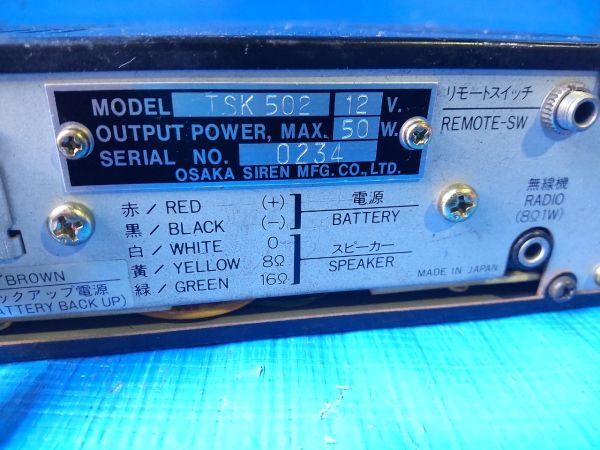 MODEL TSK 502 12 V.
OUTPUT POWER, MAX. 50 W.
SERIAL NO. 0234
OSAKA SIREN MFG. CO., LTD.
リモートスイッチ
REMOTE-SW
無線機
RADIO
(8Ω1W)
赤/RED (+)
黒/BLACK (−)
白/WHITE 0
黄/YELLOW 8Ω
緑/GREEN 16Ω
電源
BATTERY
スピーカー
SPEAKER
MADE IN JAPAN
/BROWN
ックアップ電源
ATTERY BACK UP)